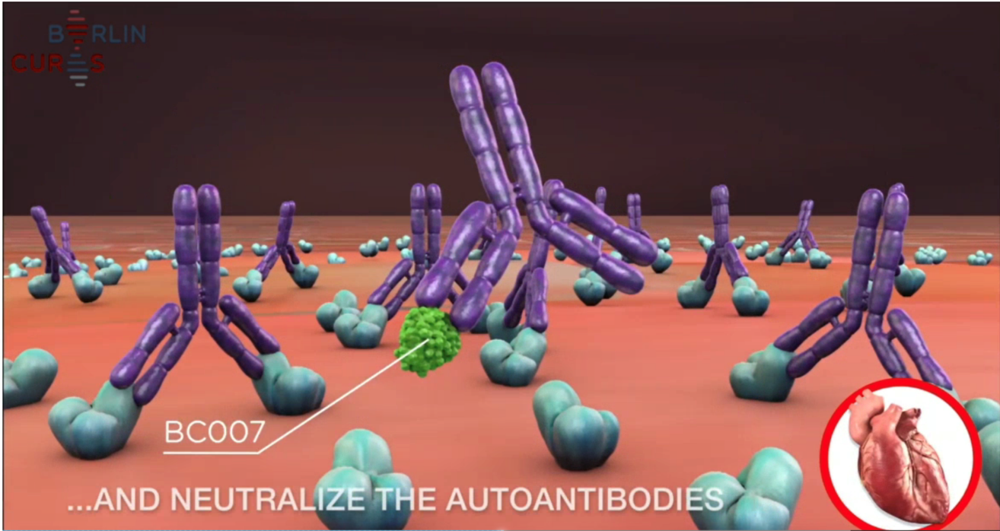 BERLIN
CURES
BC007
...AND NEUTRALIZE THE AUTOANTIBODIES